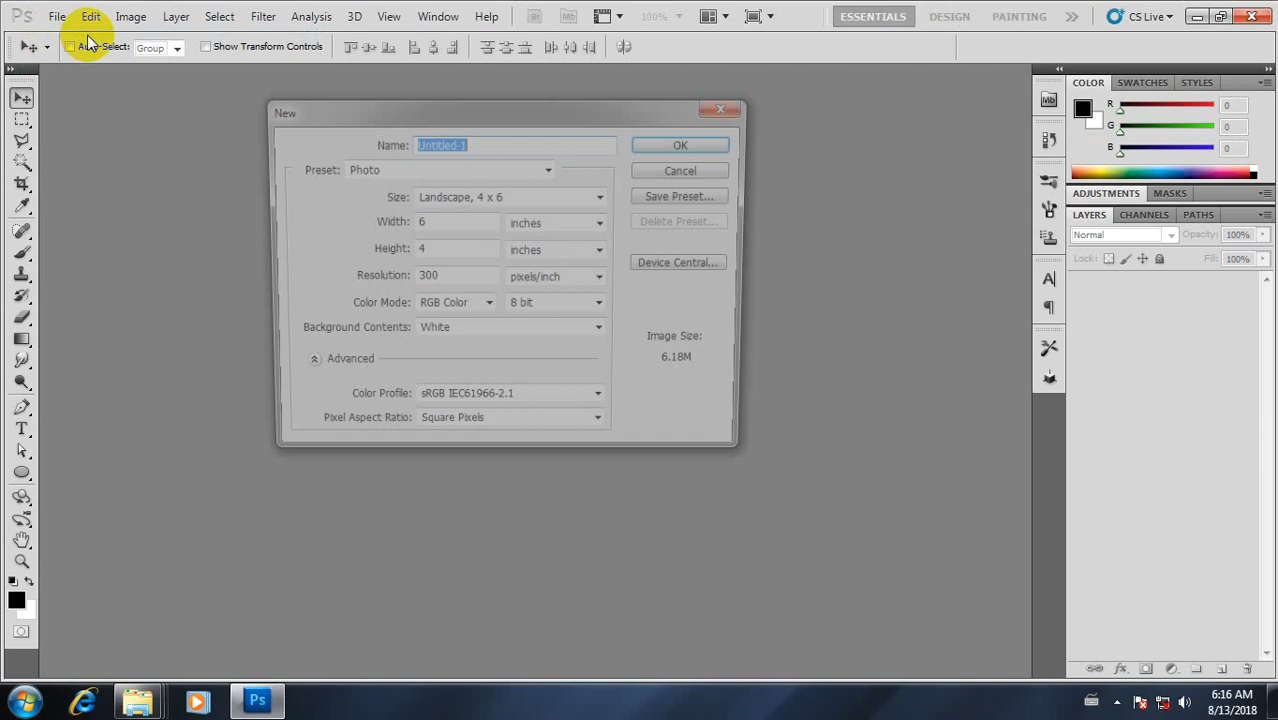 Ps File Edit Image Layer Select Filter Analysis 3D View Window Help Br Mb 100% ESSENTIALS DESIGN PAINTING CS Live
Auto-Select: Group Show Transform Controls
COLOR SWATCHES STYLES
R 0
G 0
B 0
ADJUSTMENTS MASKS
LAYERS CHANNELS PATHS
Normal Opacity: 100%
Lock: Fill: 100%
Mb
New
Name: Untitled-1 OK
Preset: Photo Cancel
Size: Landscape, 4 x 6 Save Preset...
Width: 6 inches Delete Preset...
Height: 4 inches Device Central...
Resolution: 300 pixels/inch
Color Mode: RGB Color 8 bit
Background Contents: White
Image Size:
6.18M
Advanced
Color Profile: sRGB IEC61966-2.1
Pixel Aspect Ratio: Square Pixels
Ps
6:16 AM
8/13/2018